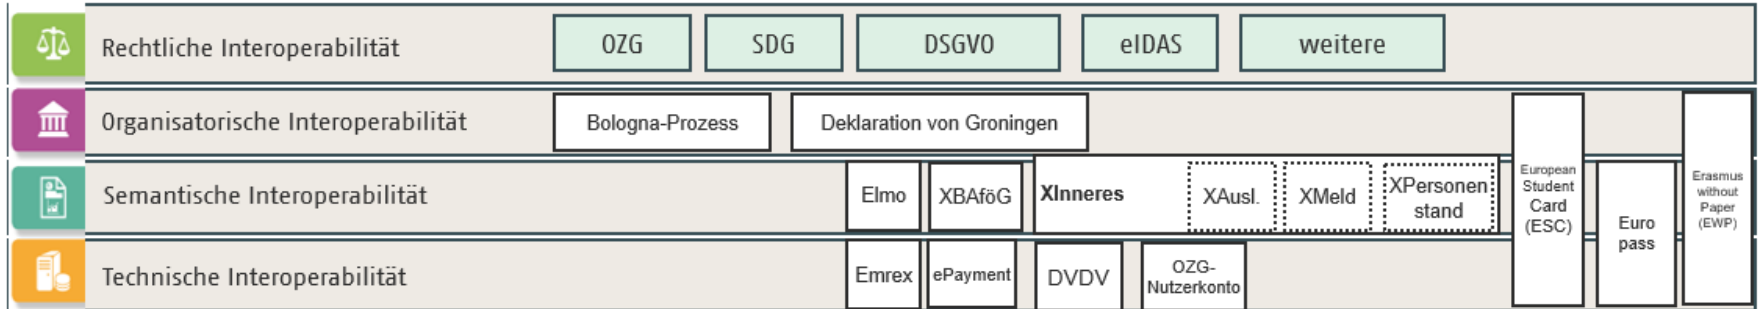 Rechtliche Interoperabilität
OZG
SDG
DSGVO
eIDAS
weitere
Organisatorische Interoperabilität
Bologna-Prozess
Deklaration von Groningen
Semantische Interoperabilität
Elmo
XBAföG
XInneres
XAusl.
XMeld
XPersonen
stand
European
Student
Card
(ESC)
Euro
pass
Erasmus
without
Paper
(EWP)
Technische Interoperabilität
Emrex
ePayment
DVDV
OZG-
Nutzerkonto